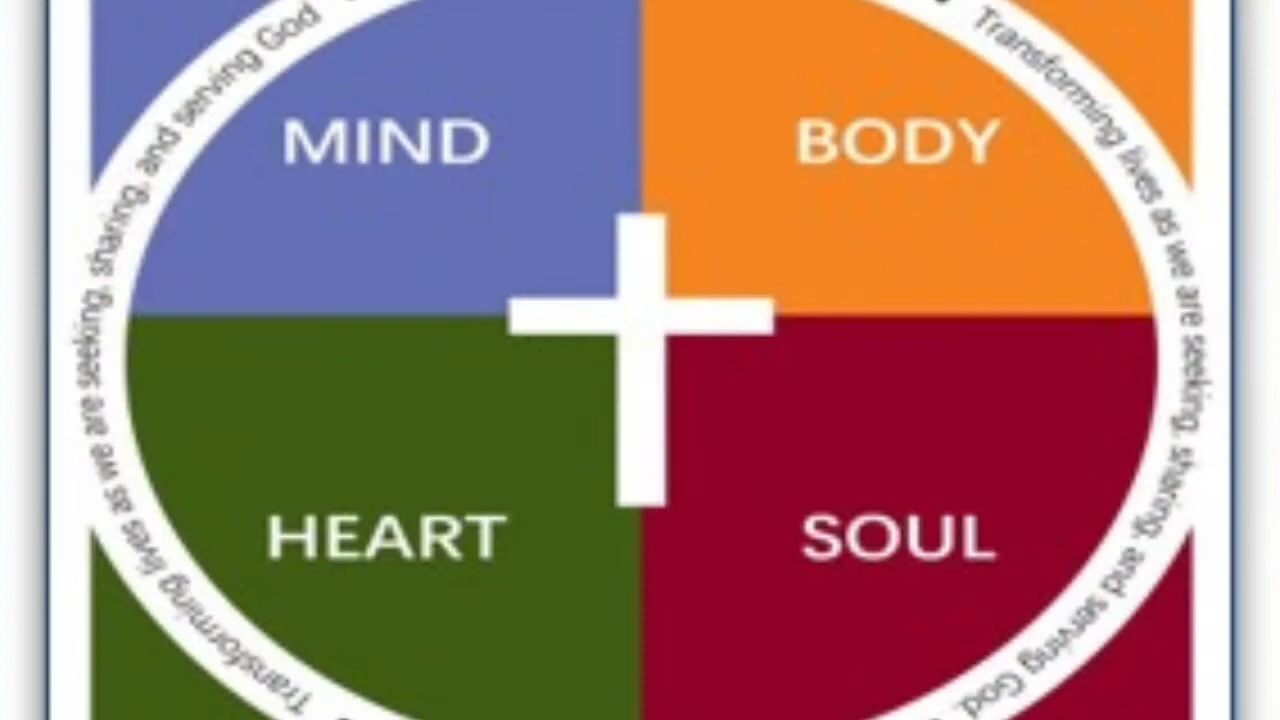 MIND
BODY
HEART
SOUL
Transforming lives as we are seeking, sharing, and serving God
Transforming lives as we are seeking, sharing, and serving God.